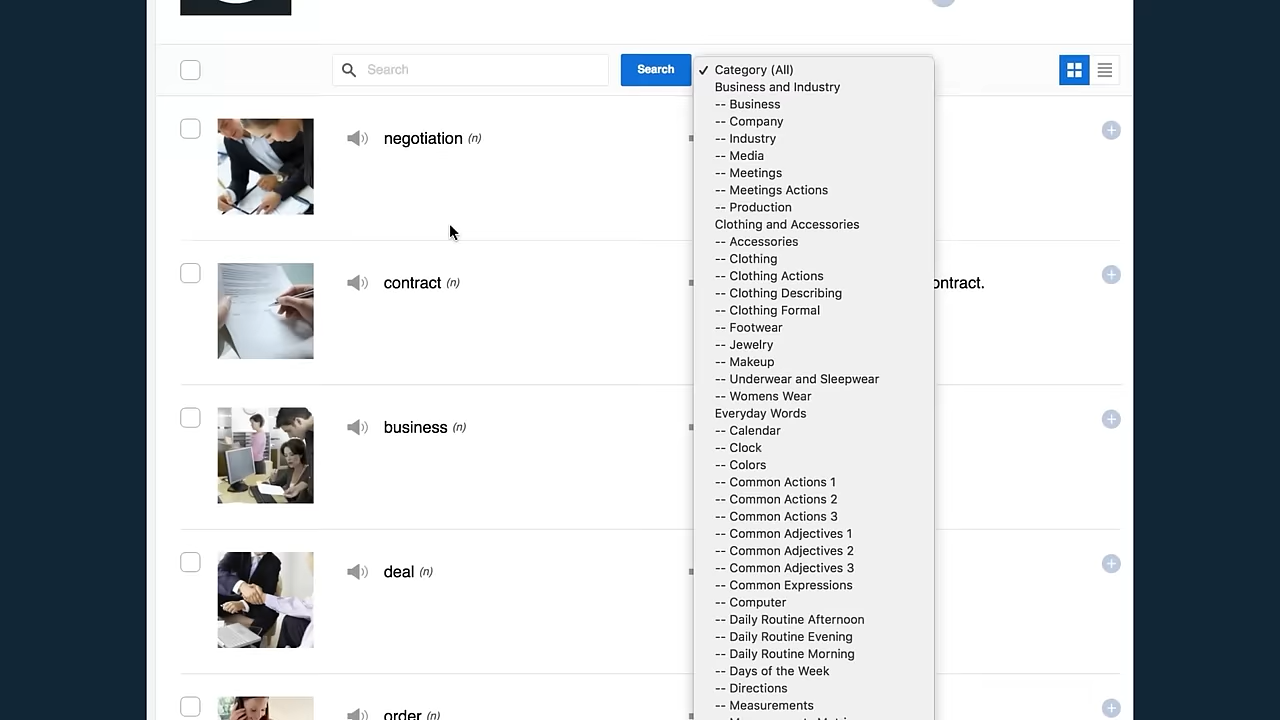 Search
Search
✓ Category (All)
Business and Industry
-- Business
-- Company
-- Industry
-- Media
-- Meetings
-- Meetings Actions
-- Production
Clothing and Accessories
-- Accessories
-- Clothing
-- Clothing Actions
-- Clothing Describing
-- Clothing Formal
-- Footwear
-- Jewelry
-- Makeup
-- Underwear and Sleepwear
-- Womens Wear
Everyday Words
-- Calendar
-- Clock
-- Colors
-- Common Actions 1
-- Common Actions 2
-- Common Actions 3
-- Common Adjectives 1
-- Common Adjectives 2
-- Common Adjectives 3
-- Common Expressions
-- Computer
-- Daily Routine Afternoon
-- Daily Routine Evening
-- Daily Routine Morning
-- Days of the Week
-- Directions
-- Measurements
negotiation (n)
contract (n)
ontract.
business (n)
deal (n)
order (n)